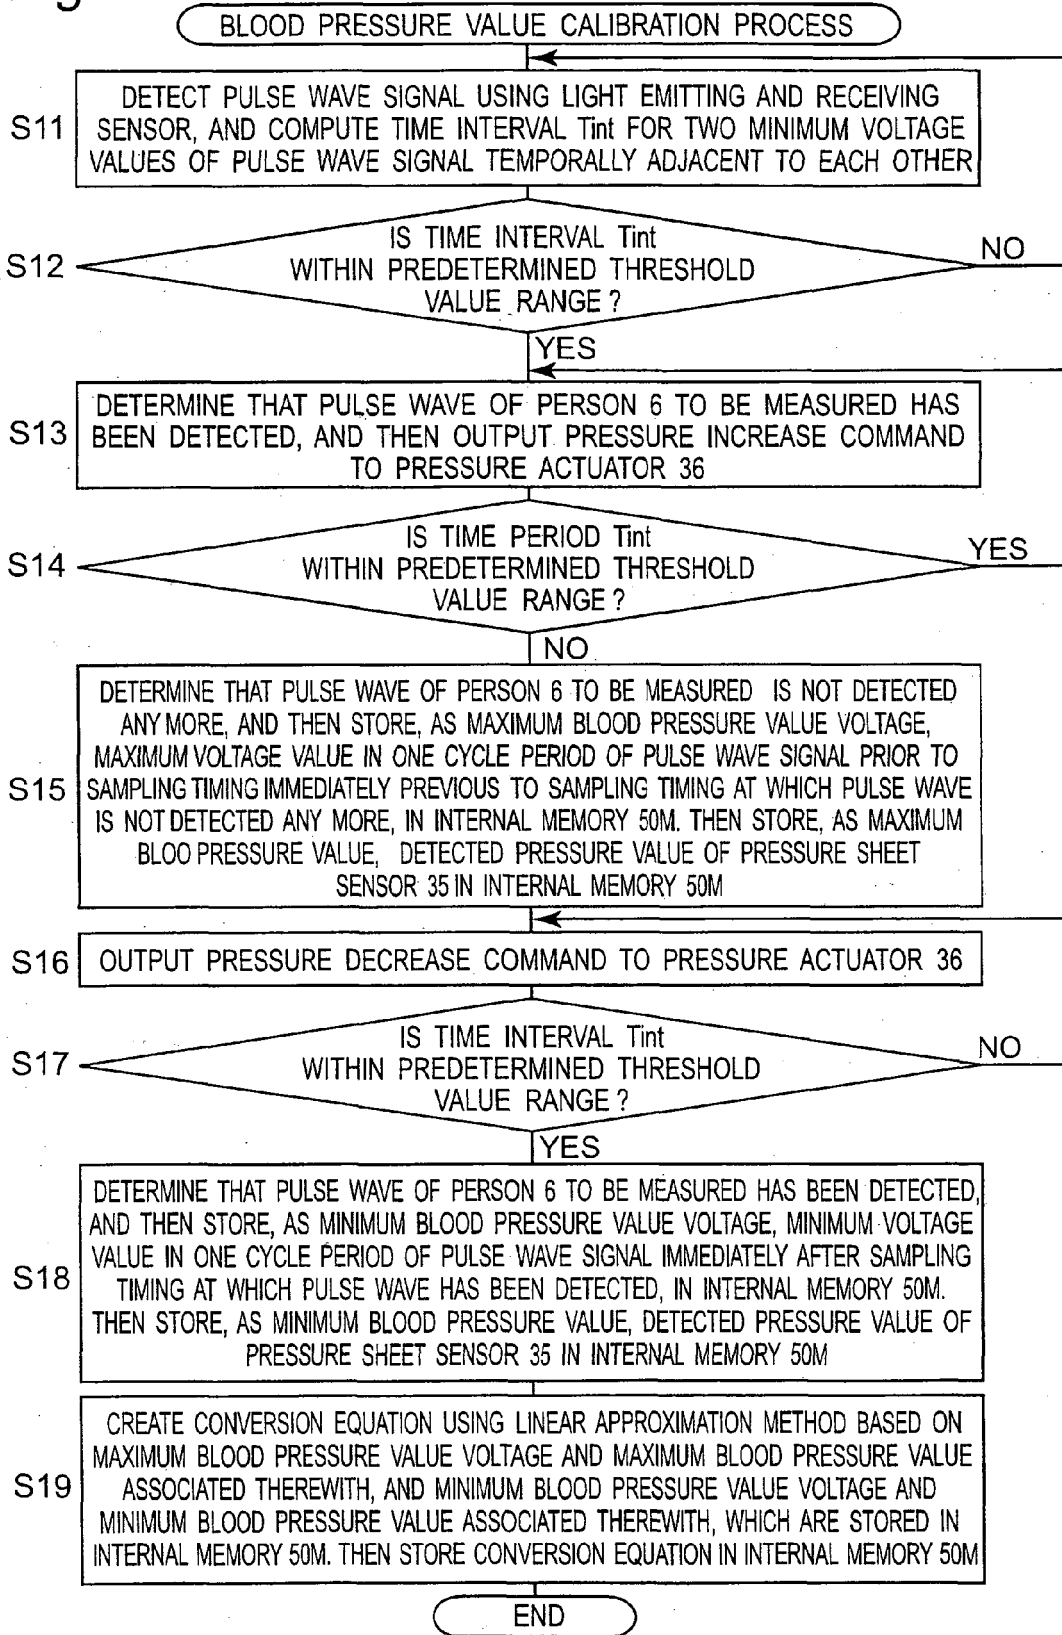 BLOOD PRESSURE VALUE CALIBRATION PROCESS
S11
DETECT PULSE WAVE SIGNAL USING LIGHT EMITTING AND RECEIVING
SENSOR, AND COMPUTE TIME INTERVAL Tint FOR TWO MINIMUM VOLTAGE
VALUES OF PULSE WAVE SIGNAL TEMPORALLY ADJACENT TO EACH OTHER
S12
IS TIME INTERVAL Tint
WITHIN PREDETERMINED THRESHOLD
VALUE RANGE?
NO
YES
S13
DETERMINE THAT PULSE WAVE OF PERSON 6 TO BE MEASURED HAS
BEEN DETECTED, AND THEN OUTPUT PRESSURE INCREASE COMMAND
TO PRESSURE ACTUATOR 36
S14
IS TIME PERIOD Tint
WITHIN PREDETERMINED THRESHOLD
VALUE RANGE?
YES
NO
S15
DETERMINE THAT PULSE WAVE OF PERSON 6 TO BE MEASURED IS NOT DETECTED
ANY MORE, AND THEN STORE, AS MAXIMUM BLOOD PRESSURE VALUE VOLTAGE,
MAXIMUM VOLTAGE VALUE IN ONE CYCLE PERIOD OF PULSE WAVE SIGNAL PRIOR TO
SAMPLING TIMING IMMEDIATELY PREVIOUS TO SAMPLING TIMING AT WHICH PULSE WAVE
IS NOT DETECTED ANY MORE, IN INTERNAL MEMORY 50M. THEN STORE, AS MAXIMUM
BLOO PRESSURE VALUE, DETECTED PRESSURE VALUE OF PRESSURE SHEET
SENSOR 35 IN INTERNAL MEMORY 50M
S16
OUTPUT PRESSURE DECREASE COMMAND TO PRESSURE ACTUATOR 36
S17
IS TIME INTERVAL Tint
WITHIN PREDETERMINED THRESHOLD
VALUE RANGE?
NO
YES
S18
DETERMINE THAT PULSE WAVE OF PERSON 6 TO BE MEASURED HAS BEEN DETECTED,
AND THEN STORE, AS MINIMUM BLOOD PRESSURE VALUE VOLTAGE, MINIMUM VOLTAGE
VALUE IN ONE CYCLE PERIOD OF PULSE WAVE SIGNAL IMMEDIATELY AFTER SAMPLING
TIMING AT WHICH PULSE WAVE HAS BEEN DETECTED, IN INTERNAL MEMORY 50M.
THEN STORE, AS MINIMUM BLOOD PRESSURE VALUE, DETECTED PRESSURE VALUE OF
PRESSURE SHEET SENSOR 35 IN INTERNAL MEMORY 50M
S19
CREATE CONVERSION EQUATION USING LINEAR APPROXIMATION METHOD BASED ON
MAXIMUM BLOOD PRESSURE VALUE VOLTAGE AND MAXIMUM BLOOD PRESSURE VALUE
ASSOCIATED THEREWITH, AND MINIMUM BLOOD PRESSURE VALUE VOLTAGE AND
MINIMUM BLOOD PRESSURE VALUE ASSOCIATED THEREWITH, WHICH ARE STORED IN
INTERNAL MEMORY 50M. THEN STORE CONVERSION EQUATION IN INTERNAL MEMORY 50M
END